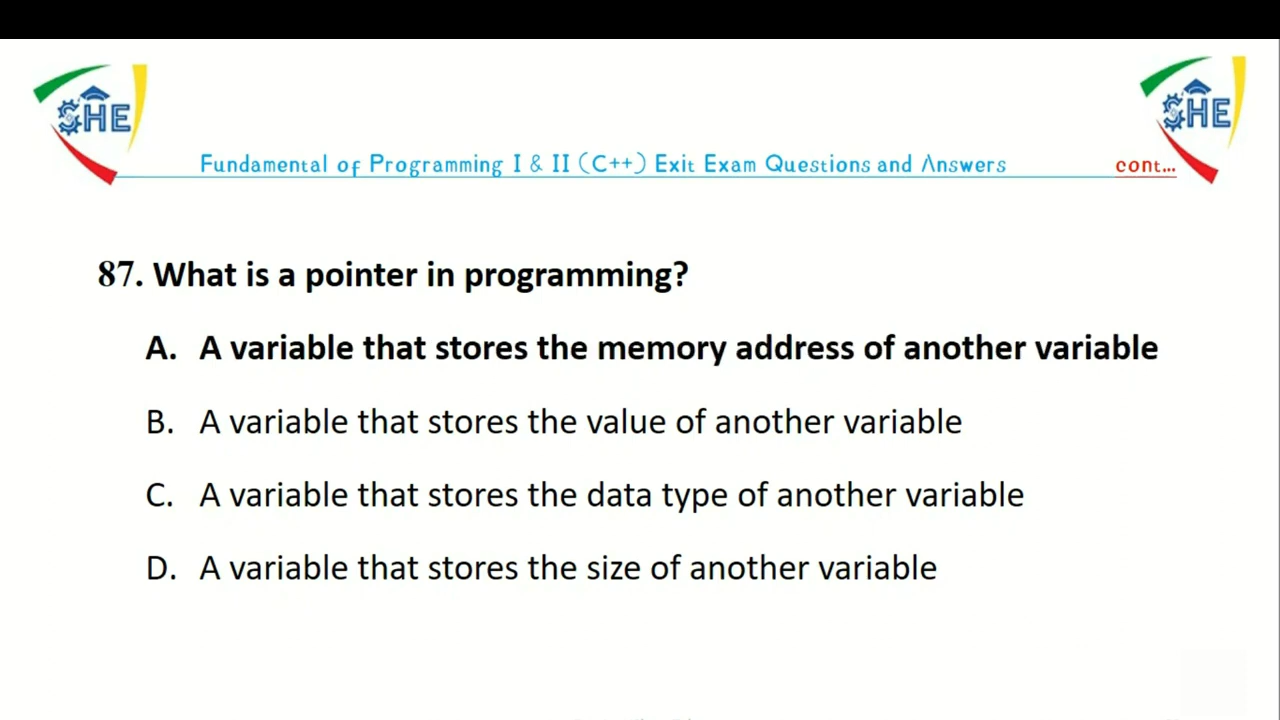 SHE
SHE
Fundamental of Programming I & II (C++) Exit Exam Questions and Answers cont...
87. What is a pointer in programming?
A. A variable that stores the memory address of another variable
B. A variable that stores the value of another variable
C. A variable that stores the data type of another variable
D. A variable that stores the size of another variable